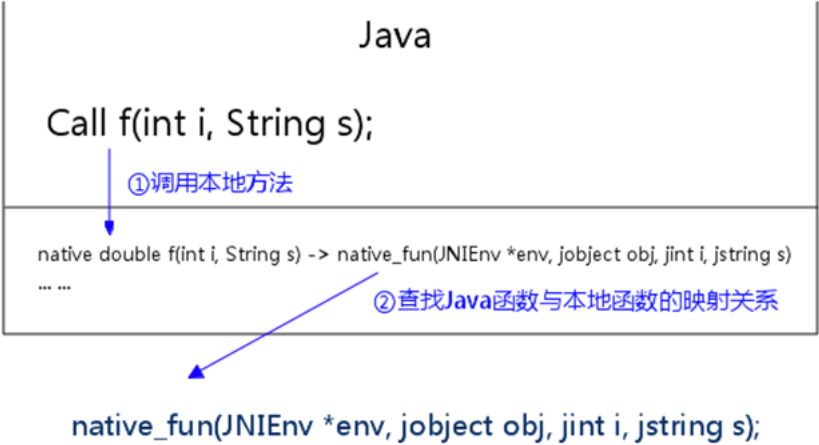 Java
Call f(int i, String s);
①调用本地方法
native double f(int i, String s) -> native_fun(JNIEnv *env, jobject obj, jint i, jstring s)
... ...
②查找Java函数与本地函数的映射关系
native_fun(JNIEnv *env, jobject obj, jint i, jstring s);